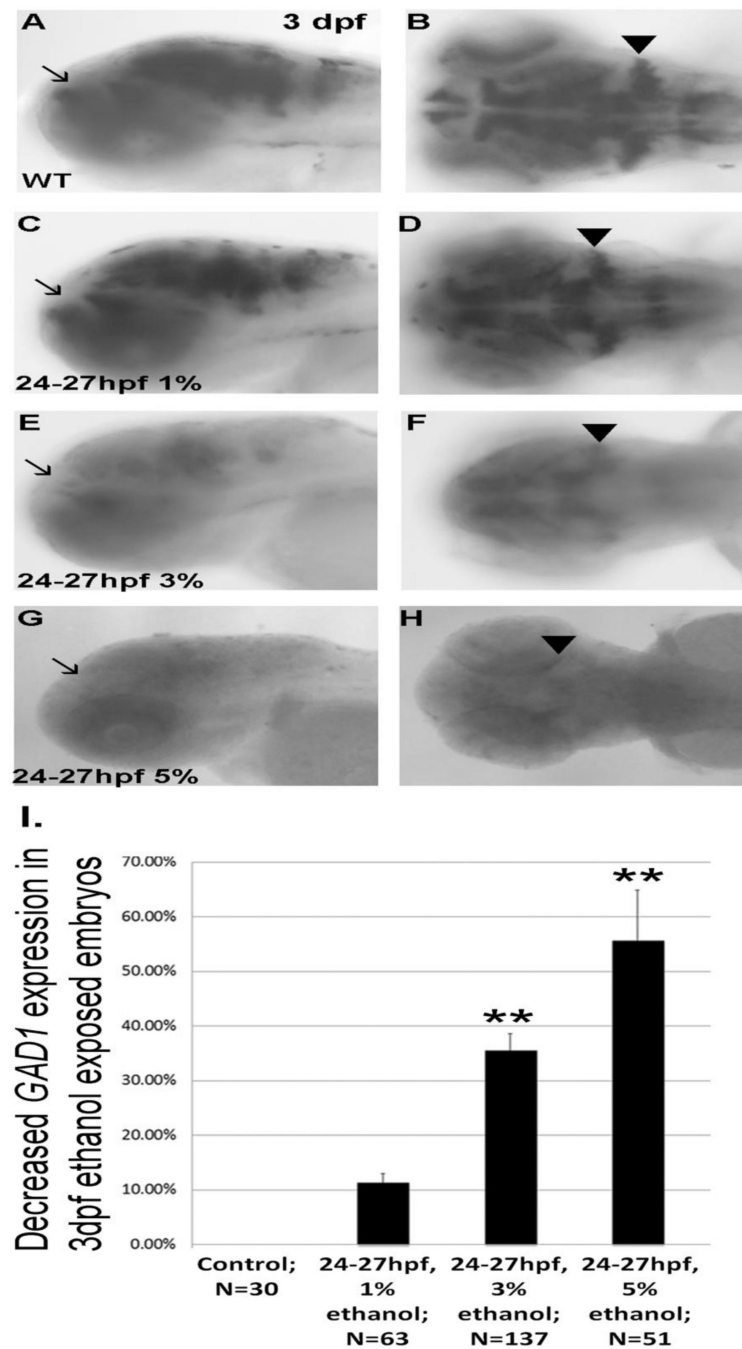 A
3 dpf
B
WT
C
D
24-27hpf 1%
E
F
24-27hpf 3%
G
H
24-27hpf 5%
I.
Decreased GAD1 expression in
3dpf ethanol exposed embryos
70.00%
60.00%
50.00%
40.00%
30.00%
20.00%
10.00%
0.00%
**
**
Control;
N=30
24-27hpf,
1%
ethanol;
N=63
24-27hpf,
3%
ethanol;
N=137
24-27hpf,
5%
ethanol;
N=51